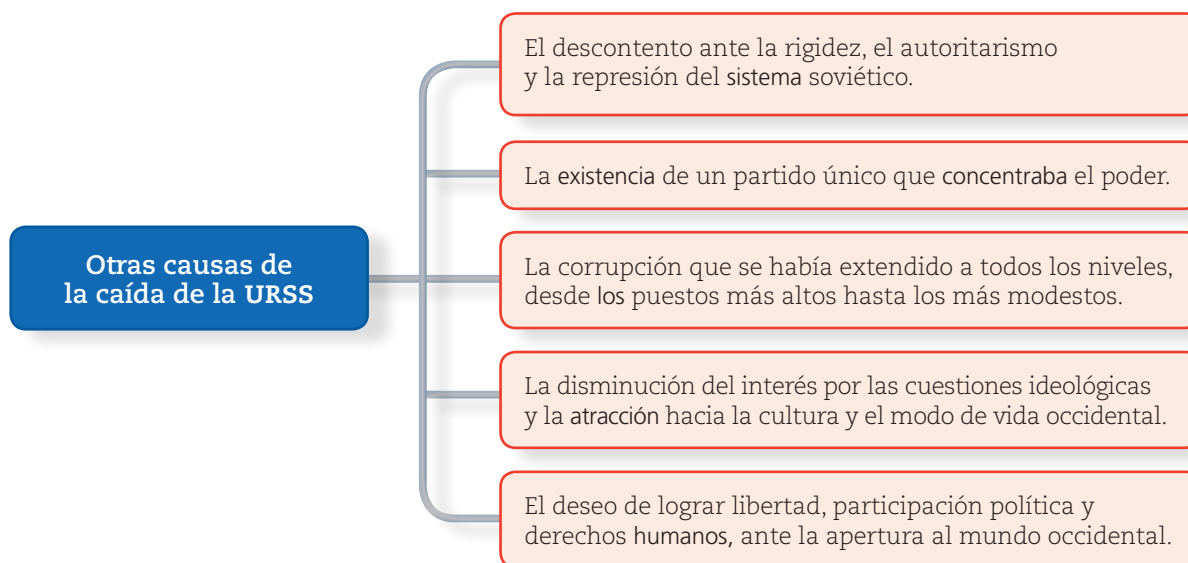 El descontento ante la rigidez, el autoritarismo
y la represión del sistema soviético.
La existencia de un partido único que concentraba el poder.
Otras causas de
la caída de la URSS
La corrupción que se había extendido a todos los niveles,
desde los puestos más altos hasta los más modestos.
La disminución del interés por las cuestiones ideológicas
y la atracción hacia la cultura y el modo de vida occidental.
El deseo de lograr libertad, participación política y
derechos humanos, ante la apertura al mundo occidental.